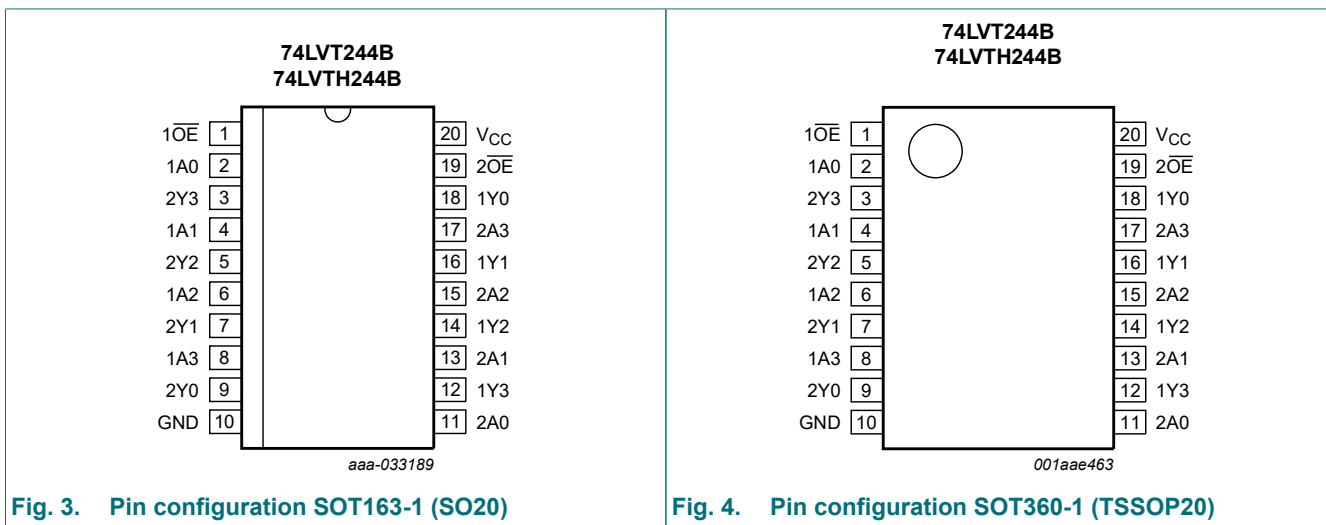 74LVT244B
74LVTH244B
1O̅E̅ 1 20 VCC
1A0 2 19 2O̅E̅
2Y3 3 18 1Y0
1A1 4 17 2A3
2Y2 5 16 1Y1
1A2 6 15 2A2
2Y1 7 14 1Y2
1A3 8 13 2A1
2Y0 9 12 1Y3
GND 10 11 2A0
aaa-033189
Fig. 3. Pin configuration SOT163-1 (SO20)
74LVT244B
74LVTH244B
1O̅E̅ 1 20 VCC
1A0 2 19 2O̅E̅
2Y3 3 18 1Y0
1A1 4 17 2A3
2Y2 5 16 1Y1
1A2 6 15 2A2
2Y1 7 14 1Y2
1A3 8 13 2A1
2Y0 9 12 1Y3
GND 10 11 2A0
001aae463
Fig. 4. Pin configuration SOT360-1 (TSSOP20)